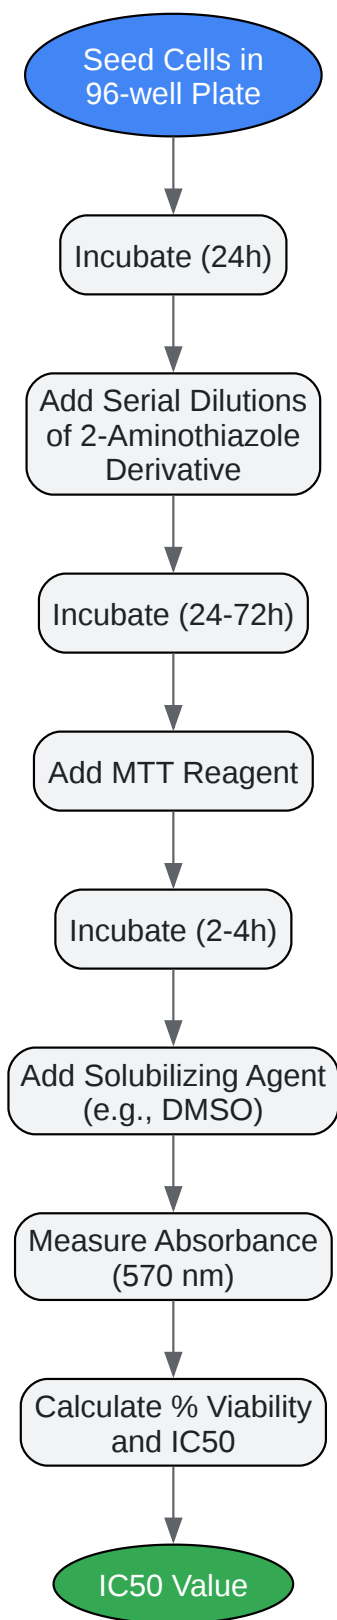 Seed Cells in
96-well Plate
Incubate (24h)
Add Serial Dilutions
of 2-Aminothiazole
Derivative
Incubate (24-72h)
Add MTT Reagent
Incubate (2-4h)
Add Solubilizing Agent
(e.g., DMSO)
Measure Absorbance
(570 nm)
Calculate % Viability
and IC50
IC50 Value